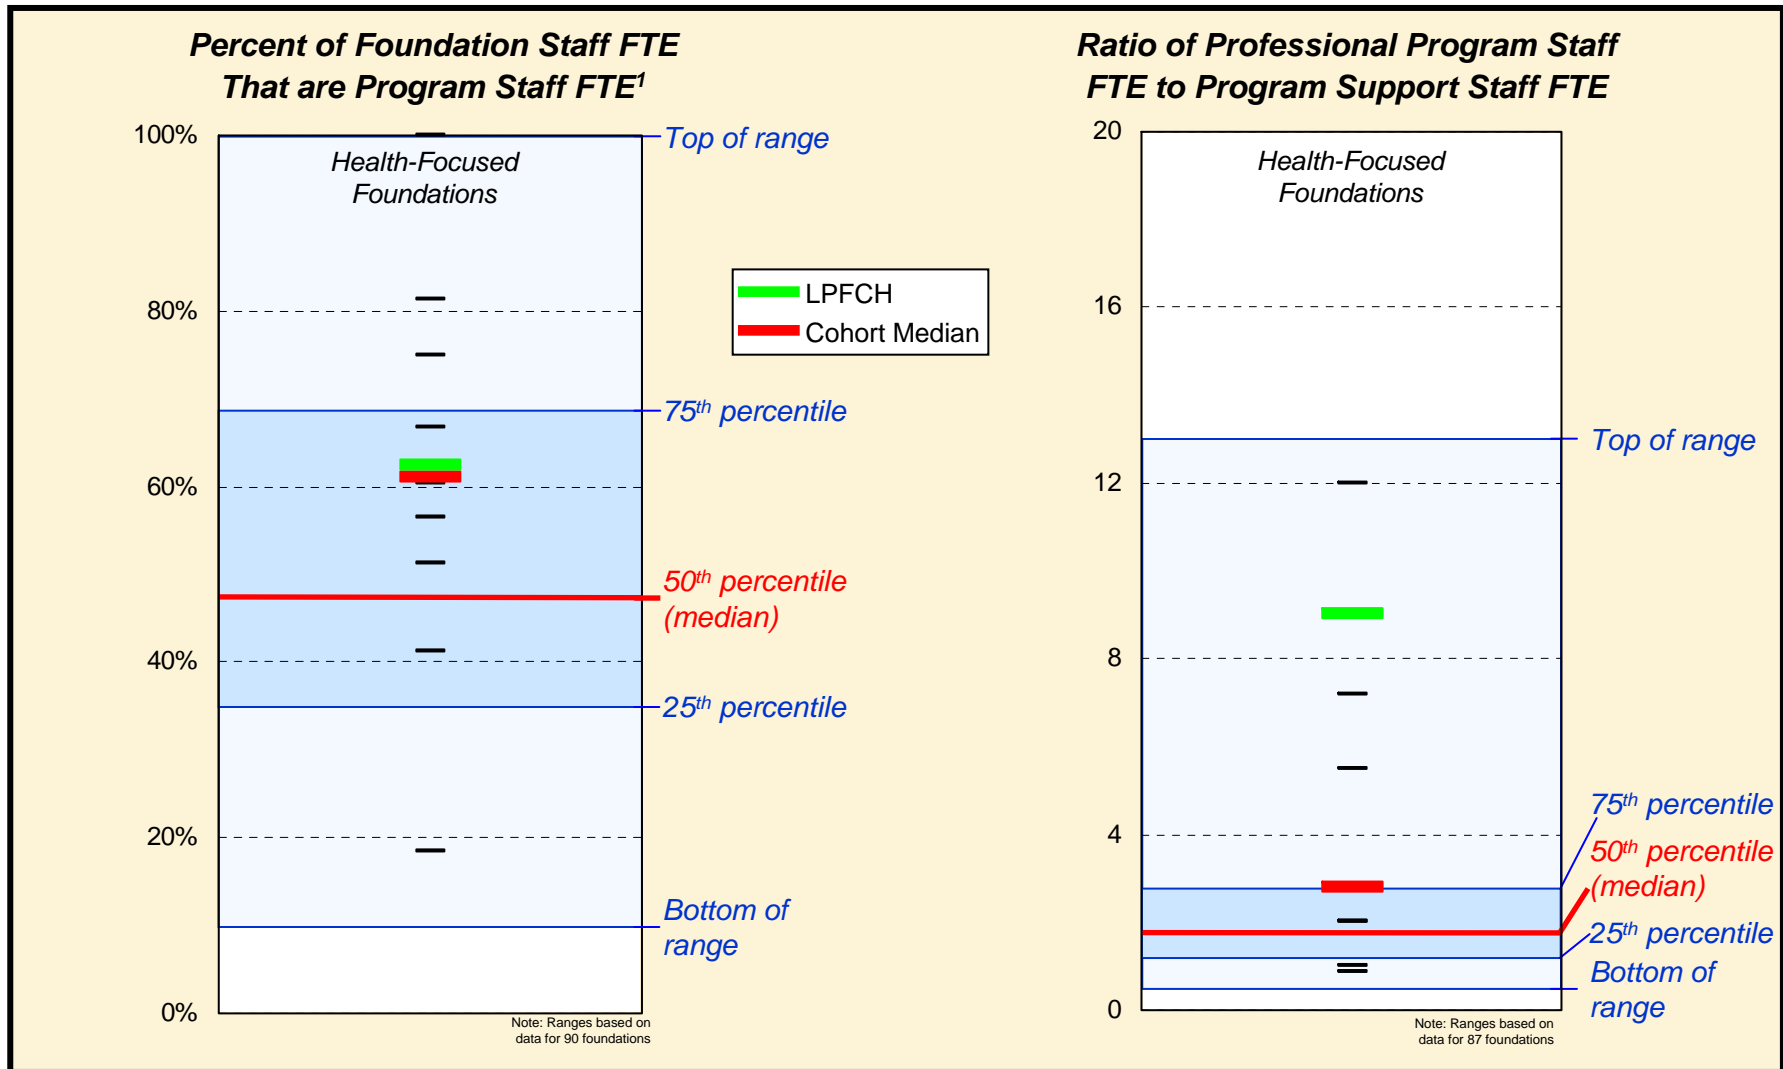 Percent of Foundation Staff FTE
That are Program Staff FTE¹
100%
80%
60%
40%
20%
0%
Health-Focused
Foundations
Top of range
75th percentile
50th percentile
(median)
25th percentile
Bottom of
range
Note: Ranges based on
data for 90 foundations
LPFCH
Cohort Median
Ratio of Professional Program Staff
FTE to Program Support Staff FTE
20
16
12
8
4
0
Health-Focused
Foundations
Top of range
75th percentile
50th percentile
(median)
25th percentile
Bottom of
range
Note: Ranges based on
data for 87 foundations